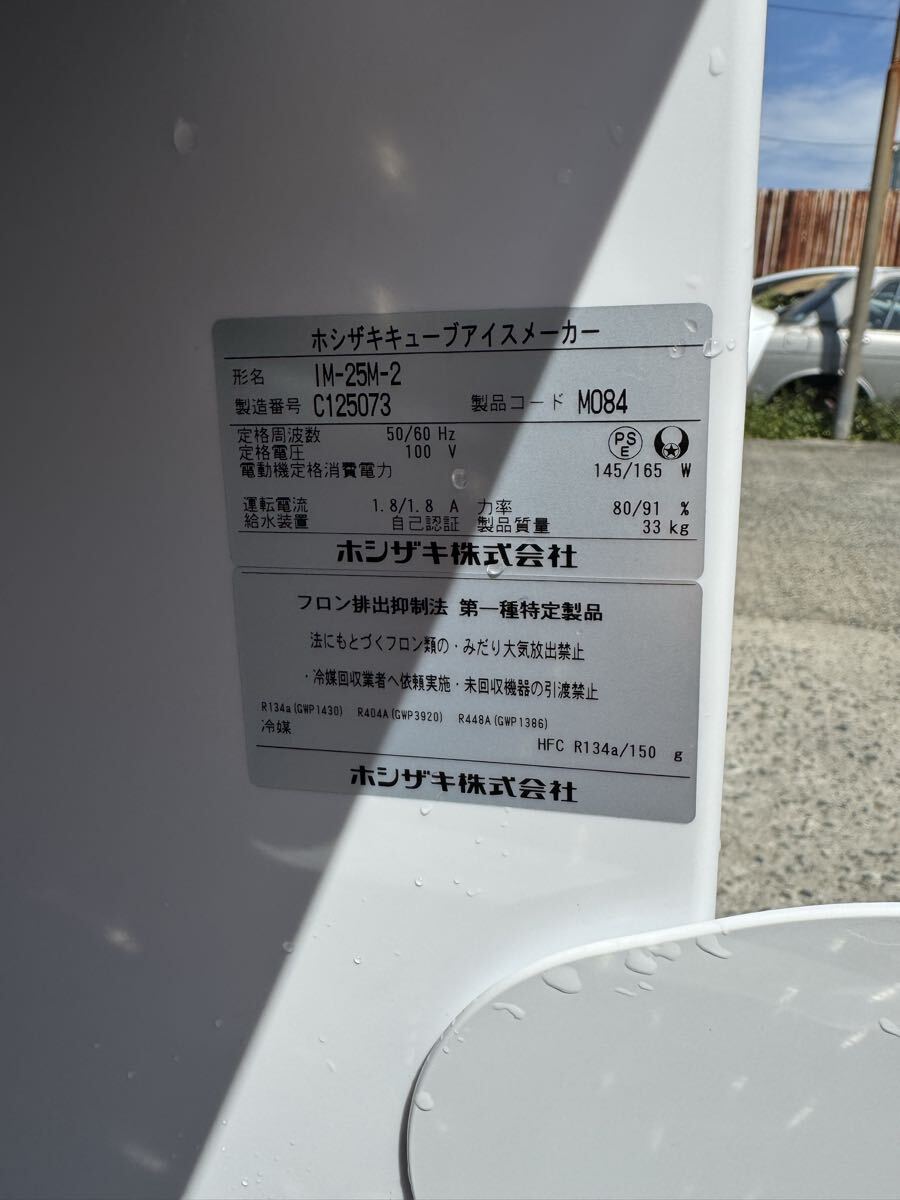 ホシザキキューブアイスメーカー
形名 IM-25M-2
製造番号 C125073 製品コード M084
定格周波数 50/60 Hz
定格電圧 100 V
PS E
電動機定格消費電力 145/165 W
運転電流 1.8/1.8 A 力率 80/91 %
給水装置 自己認証 製品質量 33 kg
ホシザキ株式会社
フロン排出抑制法 第一種特定製品
法にもとづくフロン類の・みだり大気放出禁止
・冷媒回収業者へ依頼実施・未回収機器の引渡禁止
R134a(GWP1430) R404A(GWP3920) R448A(GWP1386)
冷媒
HFC R134a/150 g
ホシザキ株式会社